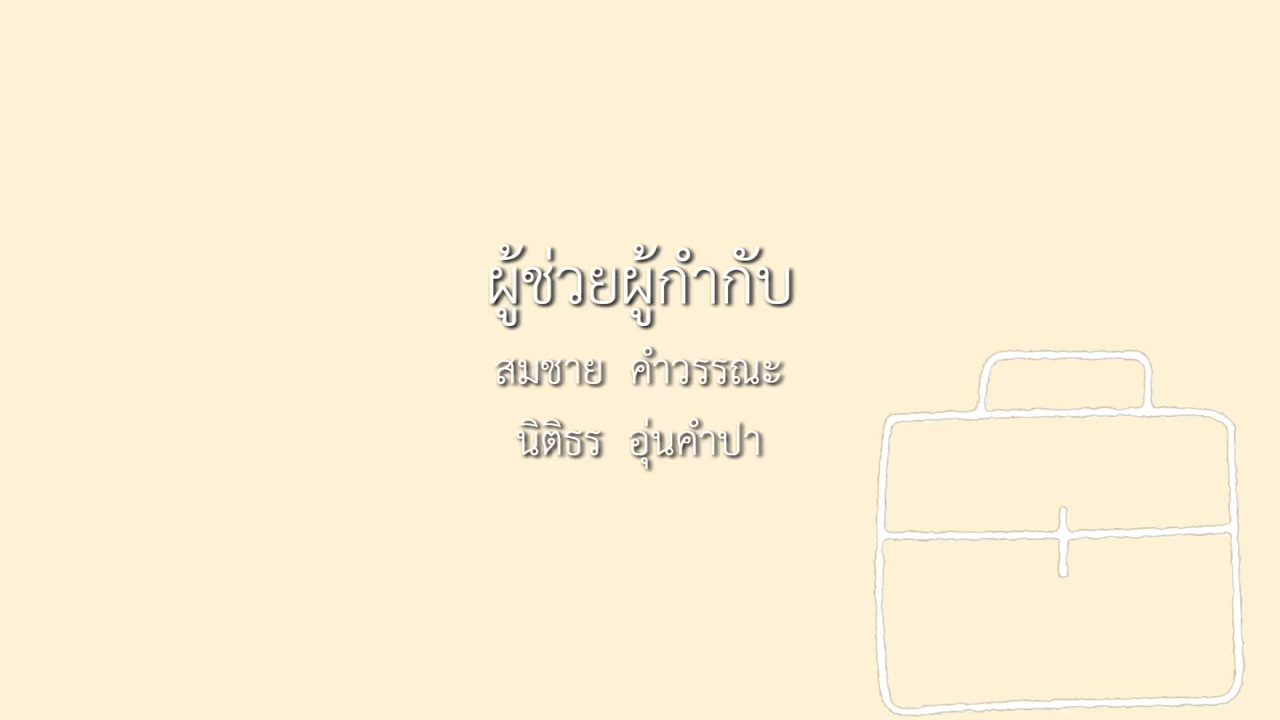 ผู้ช่วยผู้กำกับ
สมชาย คำวรรณะ
นิติธร อุ่นคำปา